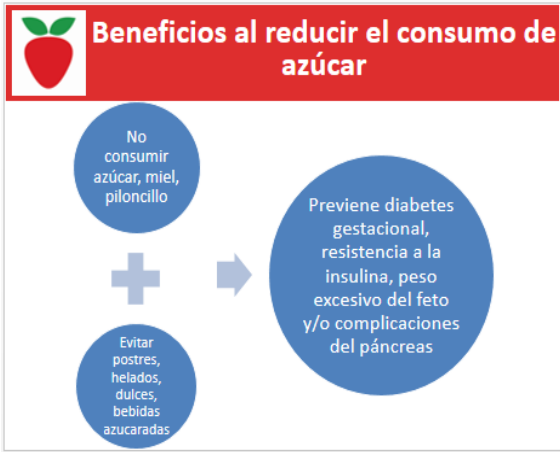 Beneficios al reducir el consumo de
azúcar
No
consumir
azúcar, miel,
piloncillo
Evitar
postres,
helados,
dulces,
bebidas
azucaradas
Previene diabetes
gestacional,
resistencia a la
insulina, peso
excesivo del feto
y/o complicaciones
del páncreas